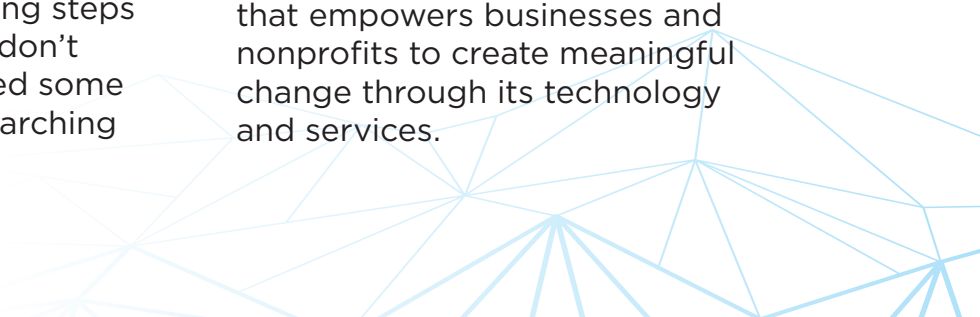 ng steps
don’t
ed some
arching
that empowers businesses and
nonprofits to create meaningful
change through its technology
and services.